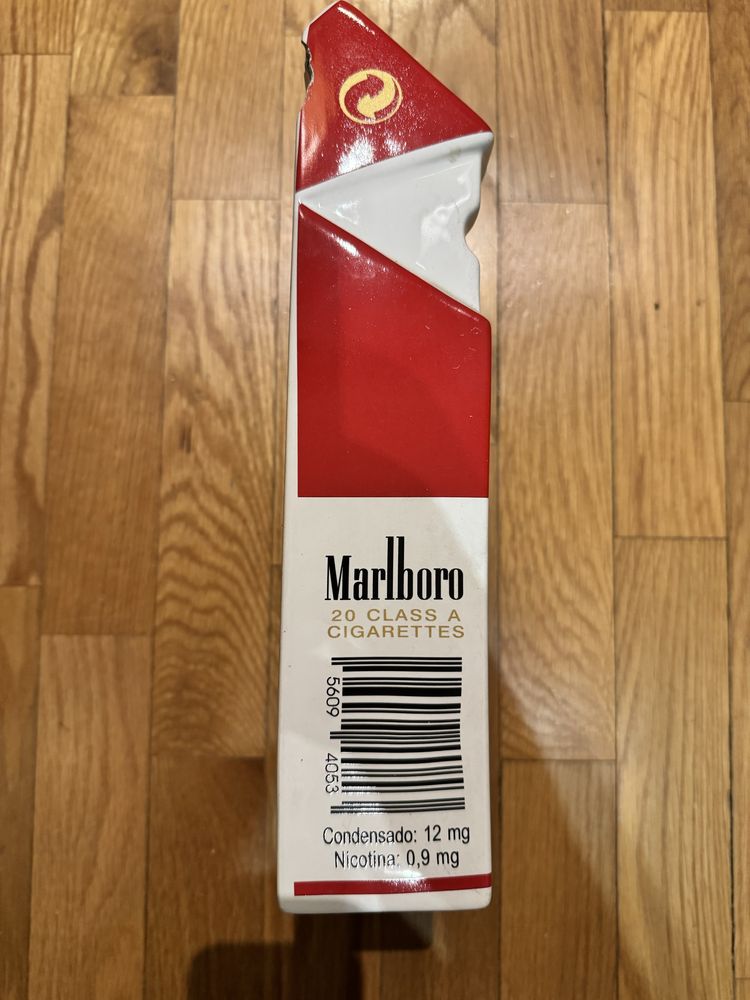 Marlboro
20 CLASS A
CIGARETTES
5609 4053
Condensado: 12 mg
Nicotina: 0,9 mg